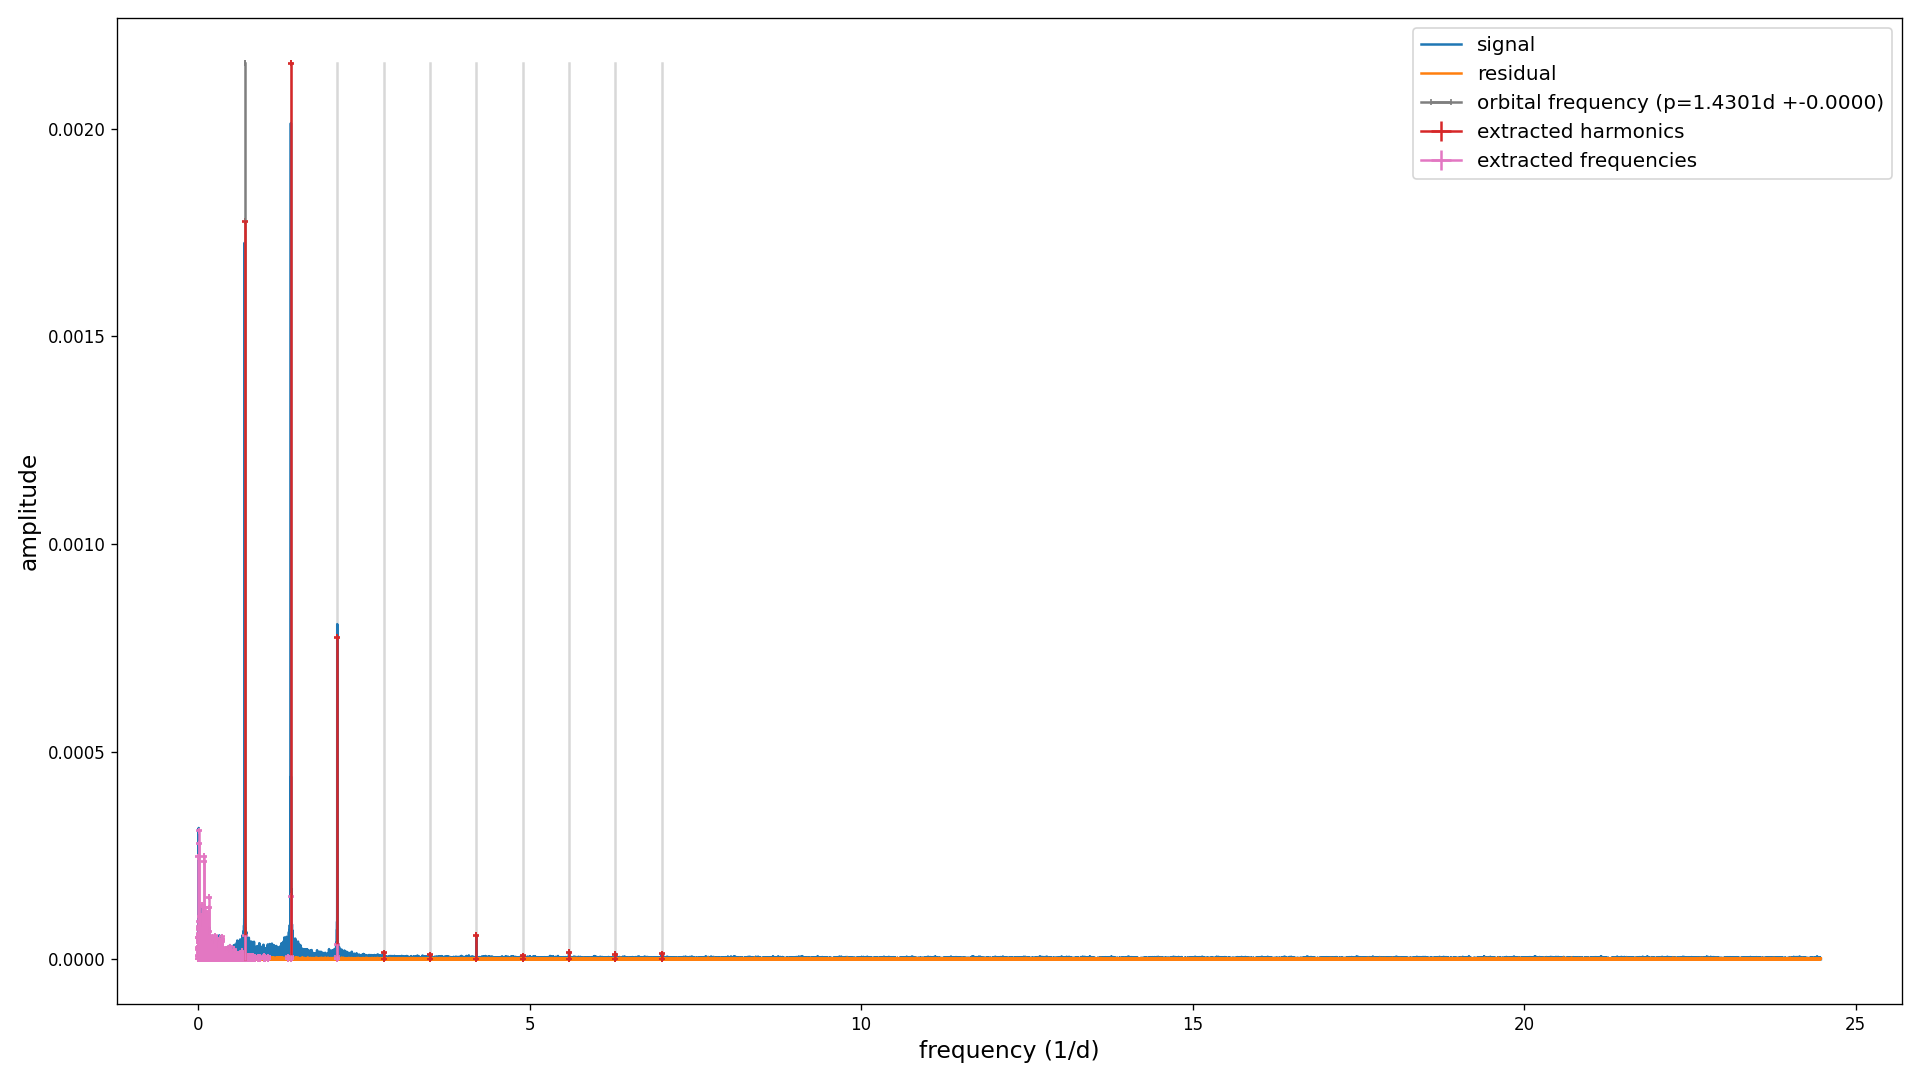 signal
residual
orbital frequency (p=1.4301d +-0.0000)
extracted harmonics
extracted frequencies
0.0020
0.0015
0.0010
0.0005
0.0000
amplitude
0 5 10 15 20 25
frequency (1/d)